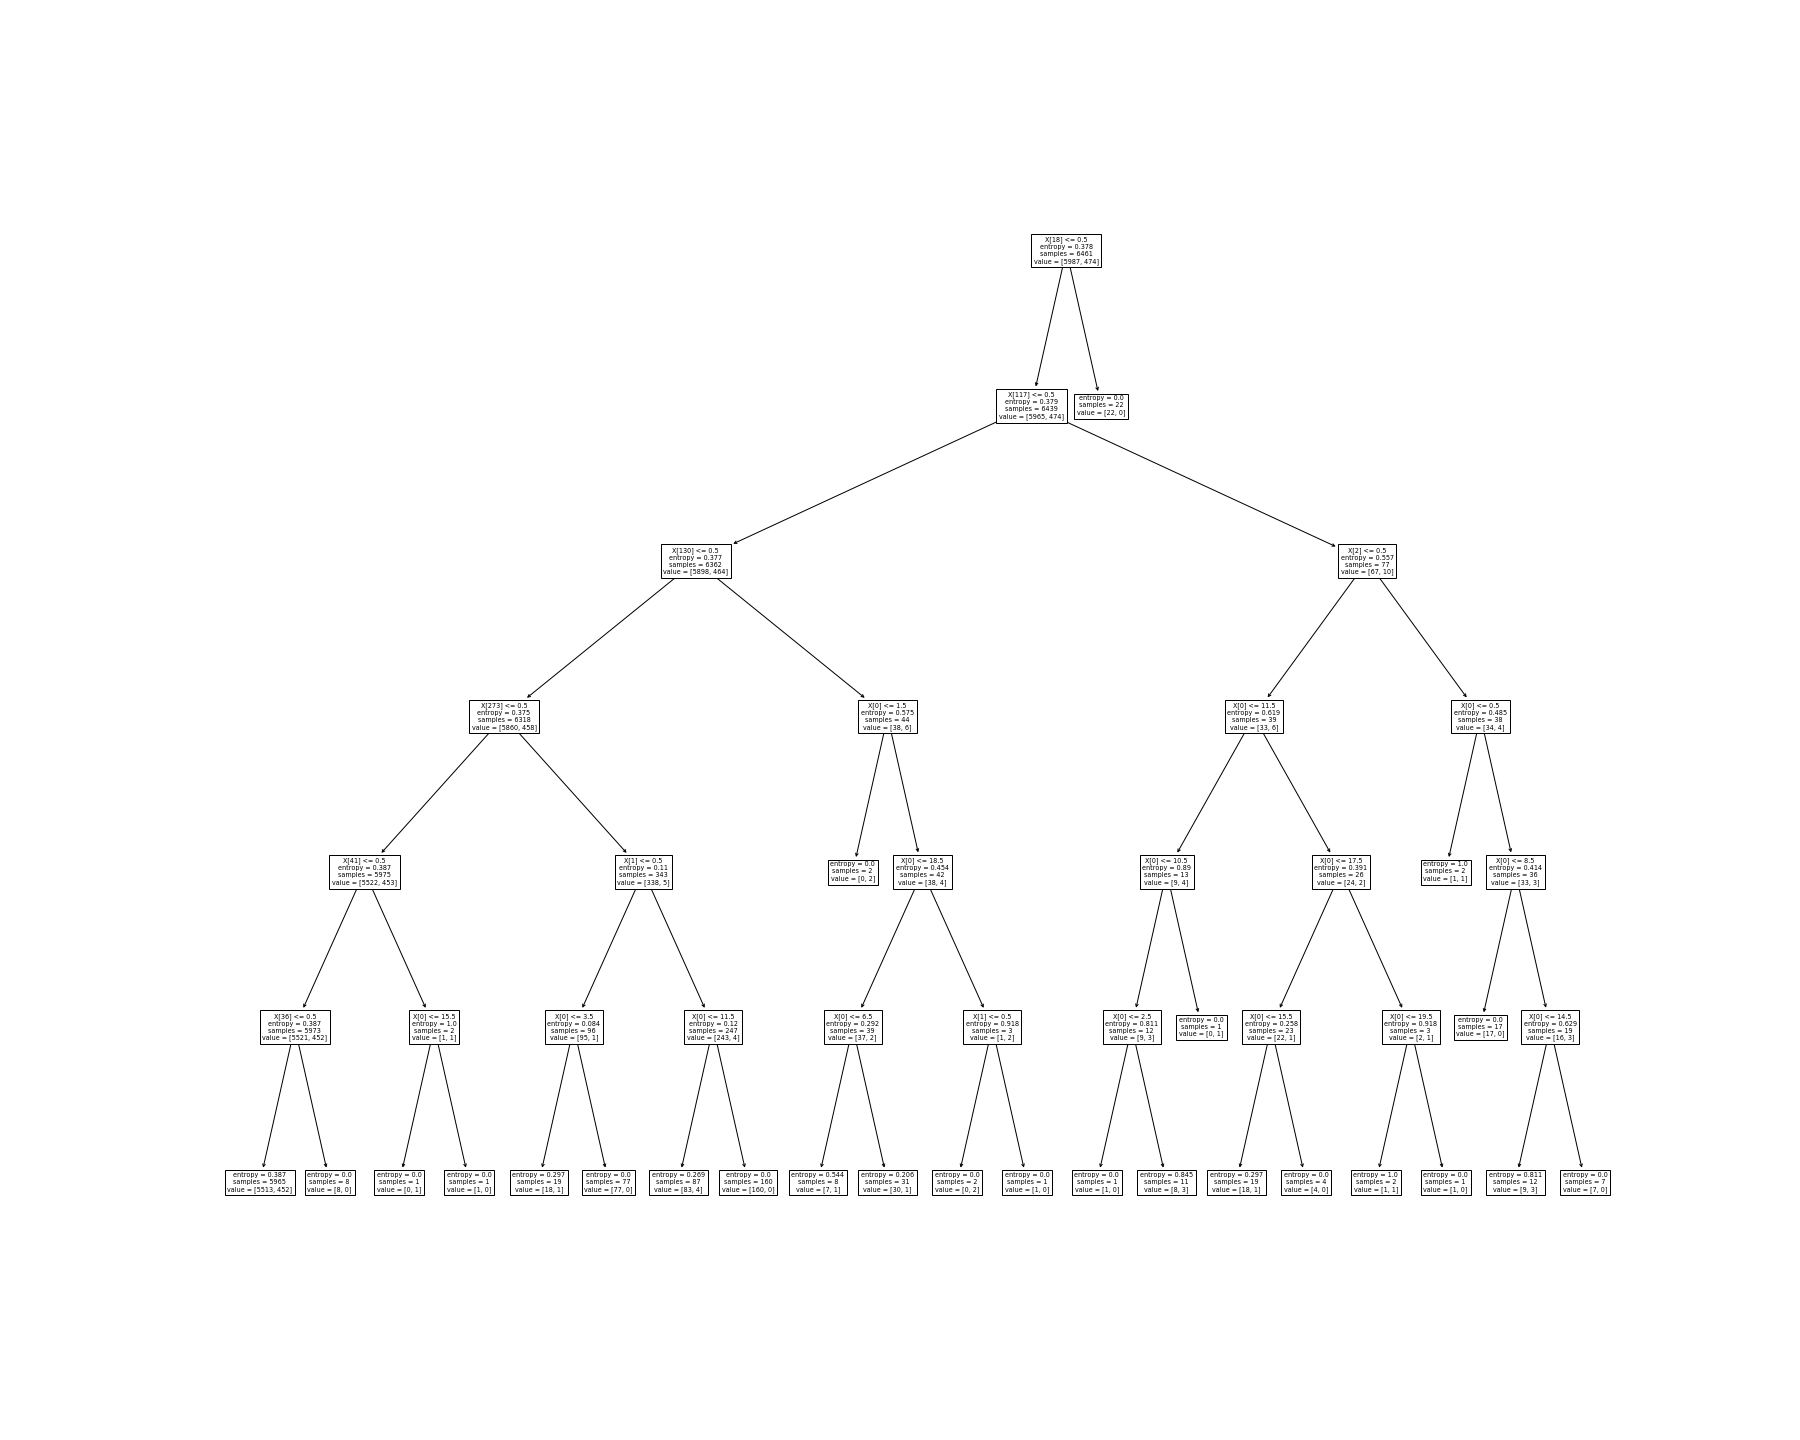 X[18] <= 0.5
entropy = 0.378
samples = 6461
value = [5987, 474]
X[117] <= 0.5
entropy = 0.379
samples = 6439
value = [5965, 474]
entropy = 0.0
samples = 22
value = [22, 0]
X[130] <= 0.5
entropy = 0.377
samples = 6362
value = [5898, 464]
X[2] <= 0.5
entropy = 0.557
samples = 77
value = [67, 10]
X[273] <= 0.5
entropy = 0.375
samples = 6318
value = [5860, 458]
X[0] <= 1.5
entropy = 0.575
samples = 44
value = [38, 6]
X[0] <= 11.5
entropy = 0.619
samples = 39
value = [33, 6]
X[0] <= 0.5
entropy = 0.485
samples = 38
value = [34, 4]
X[41] <= 0.5
entropy = 0.387
samples = 5975
value = [5522, 453]
X[1] <= 0.5
entropy = 0.11
samples = 343
value = [338, 5]
entropy = 0.0
samples = 2
value = [0, 2]
X[0] <= 18.5
entropy = 0.454
samples = 42
value = [38, 4]
X[0] <= 10.5
entropy = 0.89
samples = 13
value = [9, 4]
X[0] <= 17.5
entropy = 0.391
samples = 26
value = [24, 2]
entropy = 1.0
samples = 2
value = [1, 1]
X[0] <= 8.5
entropy = 0.414
samples = 36
value = [33, 3]
X[36] <= 0.5
entropy = 0.387
samples = 5973
value = [5521, 452]
X[0] <= 15.5
entropy = 1.0
samples = 2
value = [1, 1]
X[0] <= 3.5
entropy = 0.084
samples = 96
value = [95, 1]
X[0] <= 11.5
entropy = 0.12
samples = 247
value = [243, 4]
X[0] <= 6.5
entropy = 0.292
samples = 39
value = [37, 2]
X[1] <= 0.5
entropy = 0.918
samples = 3
value = [1, 2]
X[0] <= 2.5
entropy = 0.811
samples = 12
value = [9, 3]
entropy = 0.0
samples = 1
value = [0, 1]
X[0] <= 15.5
entropy = 0.258
samples = 23
value = [22, 1]
X[0] <= 19.5
entropy = 0.918
samples = 3
value = [2, 1]
entropy = 0.0
samples = 17
value = [17, 0]
X[0] <= 14.5
entropy = 0.629
samples = 19
value = [16, 3]
entropy = 0.387
samples = 5965
value = [5513, 452]
entropy = 0.0
samples = 8
value = [8, 0]
entropy = 0.0
samples = 1
value = [0, 1]
entropy = 0.0
samples = 1
value = [1, 0]
entropy = 0.297
samples = 19
value = [18, 1]
entropy = 0.0
samples = 77
value = [77, 0]
entropy = 0.269
samples = 87
value = [83, 4]
entropy = 0.0
samples = 160
value = [160, 0]
entropy = 0.544
samples = 8
value = [7, 1]
entropy = 0.206
samples = 31
value = [30, 1]
entropy = 0.0
samples = 2
value = [0, 2]
entropy = 0.0
samples = 1
value = [1, 0]
entropy = 0.0
samples = 1
value = [1, 0]
entropy = 0.845
samples = 11
value = [8, 3]
entropy = 0.297
samples = 19
value = [18, 1]
entropy = 0.0
samples = 4
value = [4, 0]
entropy = 1.0
samples = 2
value = [1, 1]
entropy = 0.0
samples = 1
value = [1, 0]
entropy = 0.811
samples = 12
value = [9, 3]
entropy = 0.0
samples = 7
value = [7, 0]